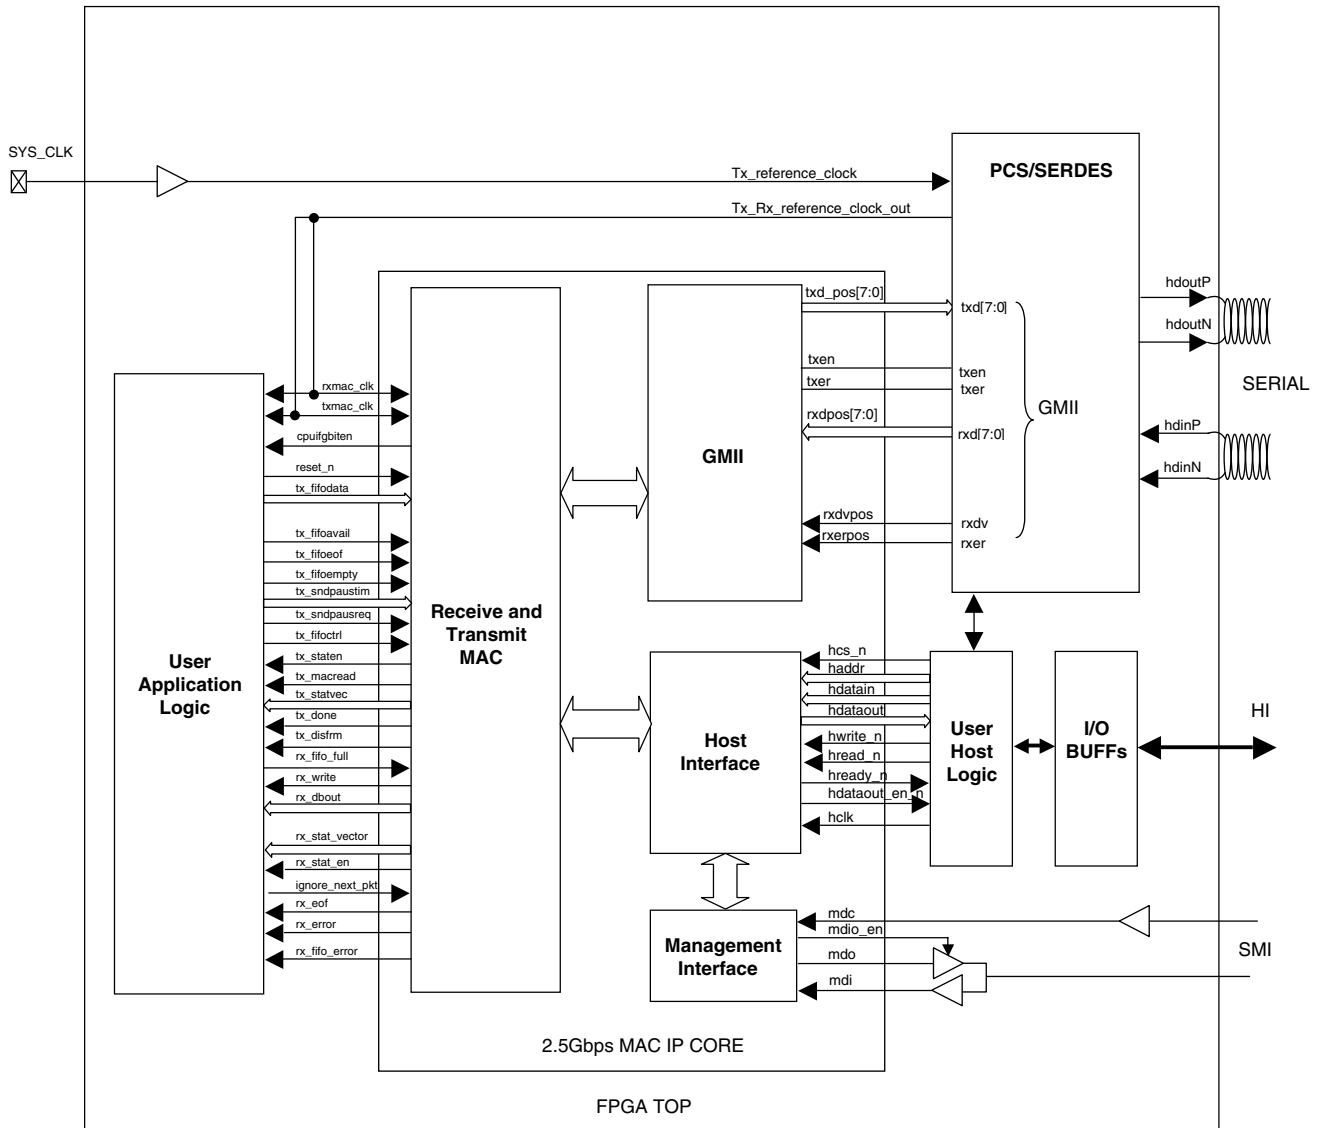 SYS_CLK
Tx_reference_clock
PCS/SERDES
Tx_Rx_reference_clock_out
txd_pos[7:0]
txd[7:0]
hdoutP
hdoutN
txen
txer
txen
txer
rxdpos[7:0]
rxd[7:0]
GMII
SERIAL
hdinP
hdinN
GMII
rxdvpos
rxerpos
rxdv
rxer
rxmac_clk
txmac_clk
cpuifgbiten
reset_n
tx_fifodata
tx_fifoavail
tx_fifoeof
tx_fifoempty
tx_sndpaustim
tx_sndpausreq
tx_fifoctrl
tx_staten
tx_macread
tx_statvec
tx_done
tx_disfrm
rx_fifo_full
rx_write
rx_dbout
rx_stat_vector
rx_stat_en
ignore_next_pkt
rx_eof
rx_error
rx_fifo_error
User
Application
Logic
Receive and
Transmit
MAC
Host
Interface
hcs_n
haddr
hdatain
hdataout
hwrite_n
hread_n
hready_n
hdataout_en_n
hclk
User
Host
Logic
I/O
BUFFs
HI
Management
Interface
mdc
mdio_en
mdo
mdi
SMI
2.5Gbps MAC IP CORE
FPGA TOP